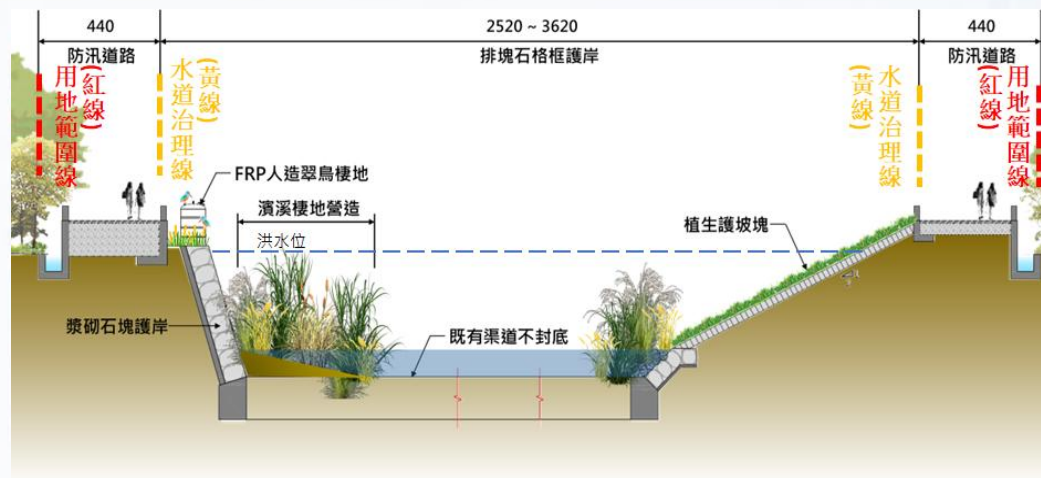 440
2520 ~ 3620
440
防汛道路
排塊石格框護岸
防汛道路
用地範圍線
(紅線)
水道治理線
(黃線)
(黃線)
水道治理線
(紅線)
用地範圍線
FRP人造翠鳥棲地
濱溪棲地營造
洪水位
植生護坡塊
漿砌石塊護岸
既有渠道不封底